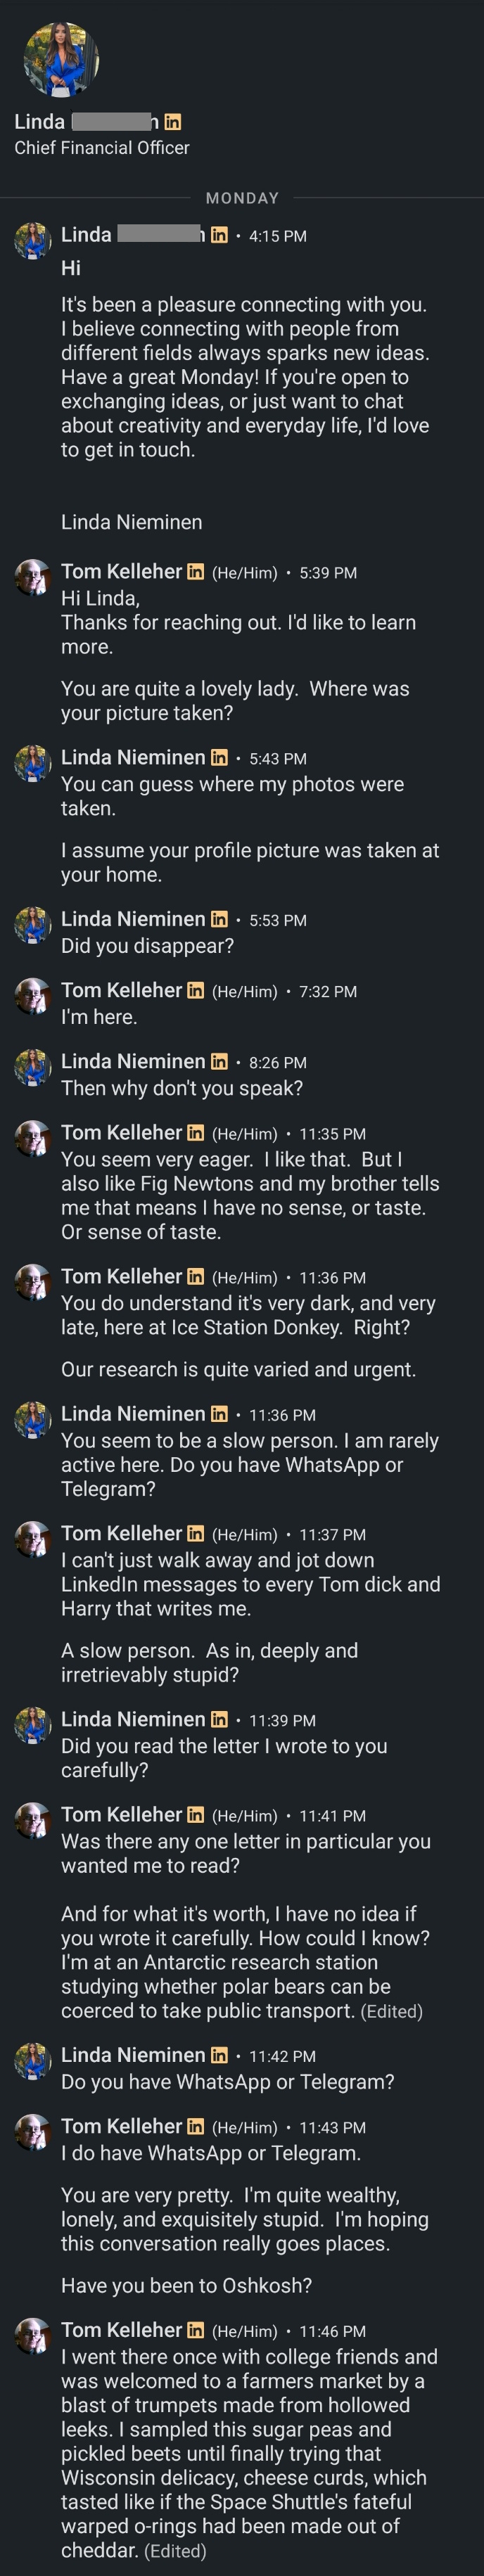 Linda n in
Chief Financial Officer
MONDAY
Linda in • 4:15 PM
Hi
It's been a pleasure connecting with you.
I believe connecting with people from
different fields always sparks new ideas.
Have a great Monday! If you're open to
exchanging ideas, or just want to chat
about creativity and everyday life, I'd love
to get in touch.
Linda Nieminen
Tom Kelleher in (He/Him) • 5:39 PM
Hi Linda,
Thanks for reaching out. I'd like to learn
more.
You are quite a lovely lady.  Where was
your picture taken?
Linda Nieminen in • 5:43 PM
You can guess where my photos were
taken.
I assume your profile picture was taken at
your home.
Linda Nieminen in • 5:53 PM
Did you disappear?
Tom Kelleher in (He/Him) • 7:32 PM
I'm here.
Linda Nieminen in • 8:26 PM
Then why don't you speak?
Tom Kelleher in (He/Him) • 11:35 PM
You seem very eager.  I like that.  But I
also like Fig Newtons and my brother tells
me that means I have no sense, or taste.
Or sense of taste.
Tom Kelleher in (He/Him) • 11:36 PM
You do understand it's very dark, and very
late, here at Ice Station Donkey.  Right?
Our research is quite varied and urgent.
Linda Nieminen in • 11:36 PM
You seem to be a slow person. I am rarely
active here. Do you have WhatsApp or
Telegram?
Tom Kelleher in (He/Him) • 11:37 PM
I can't just walk away and jot down
LinkedIn messages to every Tom dick and
Harry that writes me.
A slow person.  As in, deeply and
irretrievably stupid?
Linda Nieminen in • 11:39 PM
Did you read the letter I wrote to you
carefully?
Tom Kelleher in (He/Him) • 11:41 PM
Was there any one letter in particular you
wanted me to read?
And for what it's worth, I have no idea if
you wrote it carefully. How could I know?
I'm at an Antarctic research station
studying whether polar bears can be
coerced to take public transport. (Edited)
Linda Nieminen in • 11:42 PM
Do you have WhatsApp or Telegram?
Tom Kelleher in (He/Him) • 11:43 PM
I do have WhatsApp or Telegram.
You are very pretty.  I'm quite wealthy,
lonely, and exquisitely stupid.  I'm hoping
this conversation really goes places.
Have you been to Oshkosh?
Tom Kelleher in (He/Him) • 11:46 PM
I went there once with college friends and
was welcomed to a farmers market by a
blast of trumpets made from hollowed
leeks. I sampled this sugar peas and
pickled beets until finally trying that
Wisconsin delicacy, cheese curds, which
tasted like if the Space Shuttle's fateful
warped o-rings had been made out of
cheddar. (Edited)